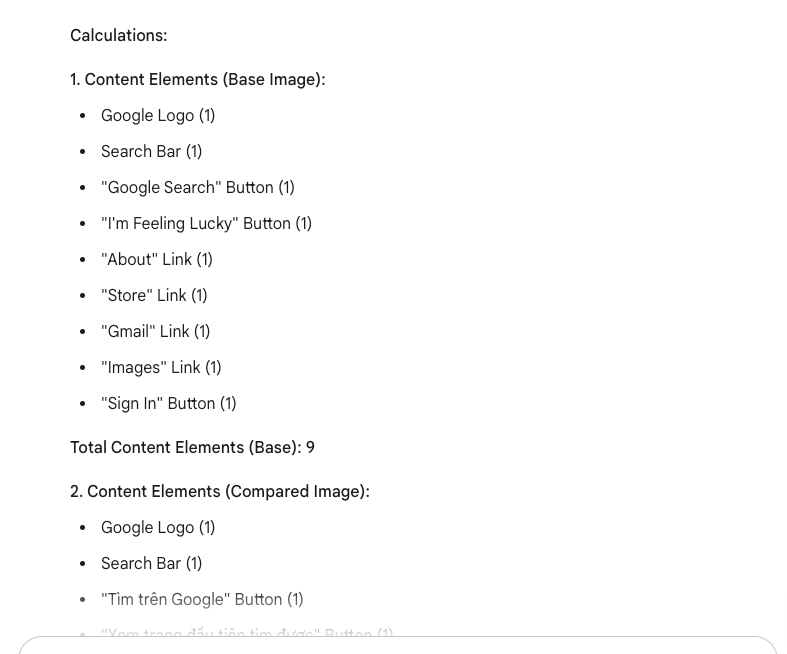 Calculations:
1. Content Elements (Base Image):
• Google Logo (1)
• Search Bar (1)
• "Google Search" Button (1)
• "I'm Feeling Lucky" Button (1)
• "About" Link (1)
• "Store" Link (1)
• "Gmail" Link (1)
• "Images" Link (1)
• "Sign In" Button (1)
Total Content Elements (Base): 9
2. Content Elements (Compared Image):
• Google Logo (1)
• Search Bar (1)
• "Tìm trên Google" Button (1)
• "Xem trang đầu tiên tìm được" Button (1)